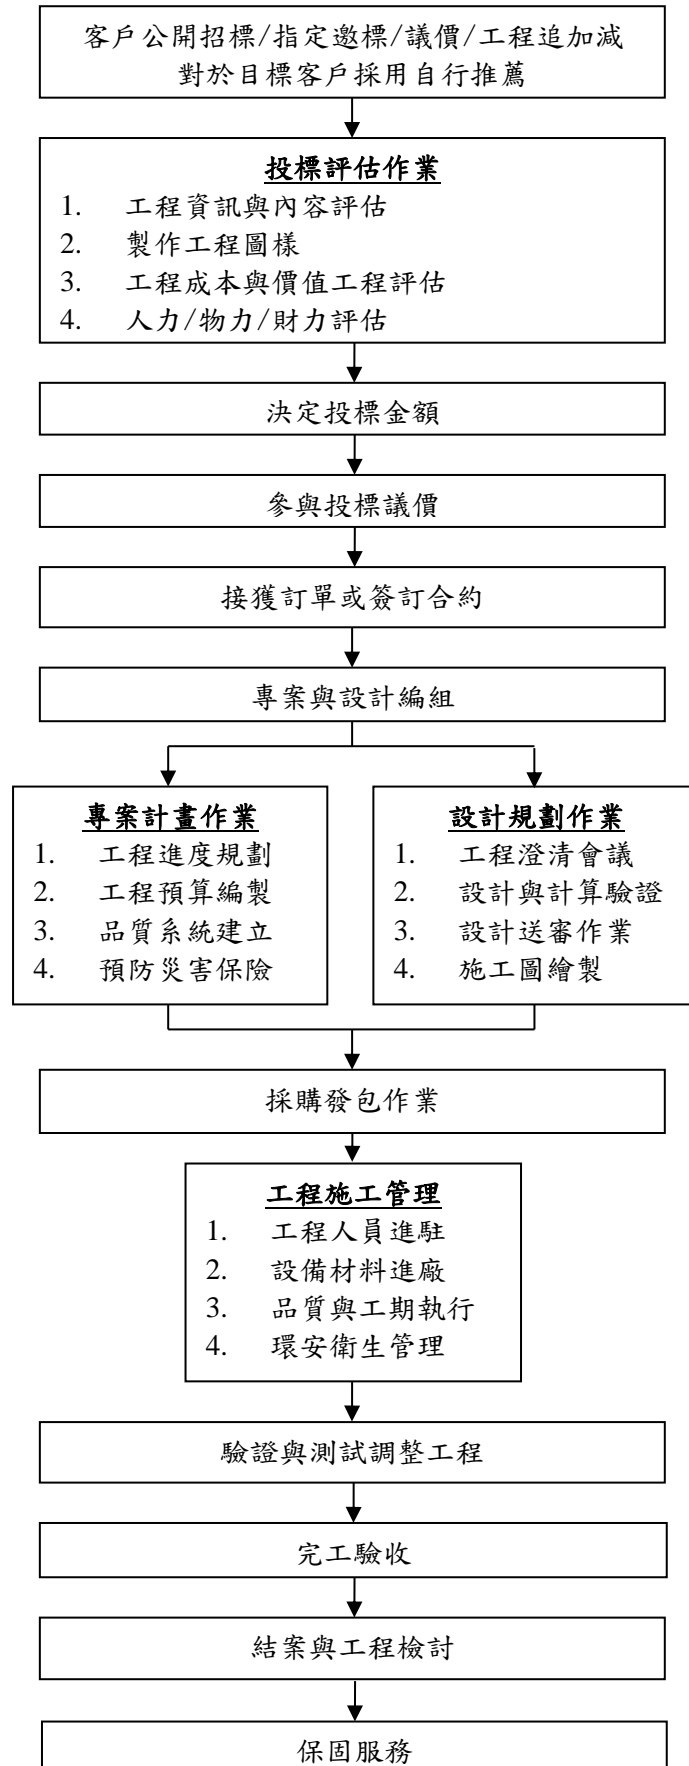 客戶公開招標/指定邀標/議價/工程追加減
對於目標客戶採用自行推薦
投標評估作業
1. 工程資訊與內容評估
2. 製作工程圖樣
3. 工程成本與價值工程評估
4. 人力/物力/財力評估
決定投標金額
參與投標議價
接獲訂單或簽訂合約
專案與設計編組
專案計畫作業
1. 工程進度規劃
2. 工程預算編製
3. 品質系統建立
4. 預防災害保險
設計規劃作業
1. 工程澄清會議
2. 設計與計算驗證
3. 設計送審作業
4. 施工圖繪製
採購發包作業
工程施工管理
1. 工程人員進駐
2. 設備材料進廠
3. 品質與工期執行
4. 環安衛生管理
驗證與測試調整工程
完工驗收
結案與工程檢討
保固服務